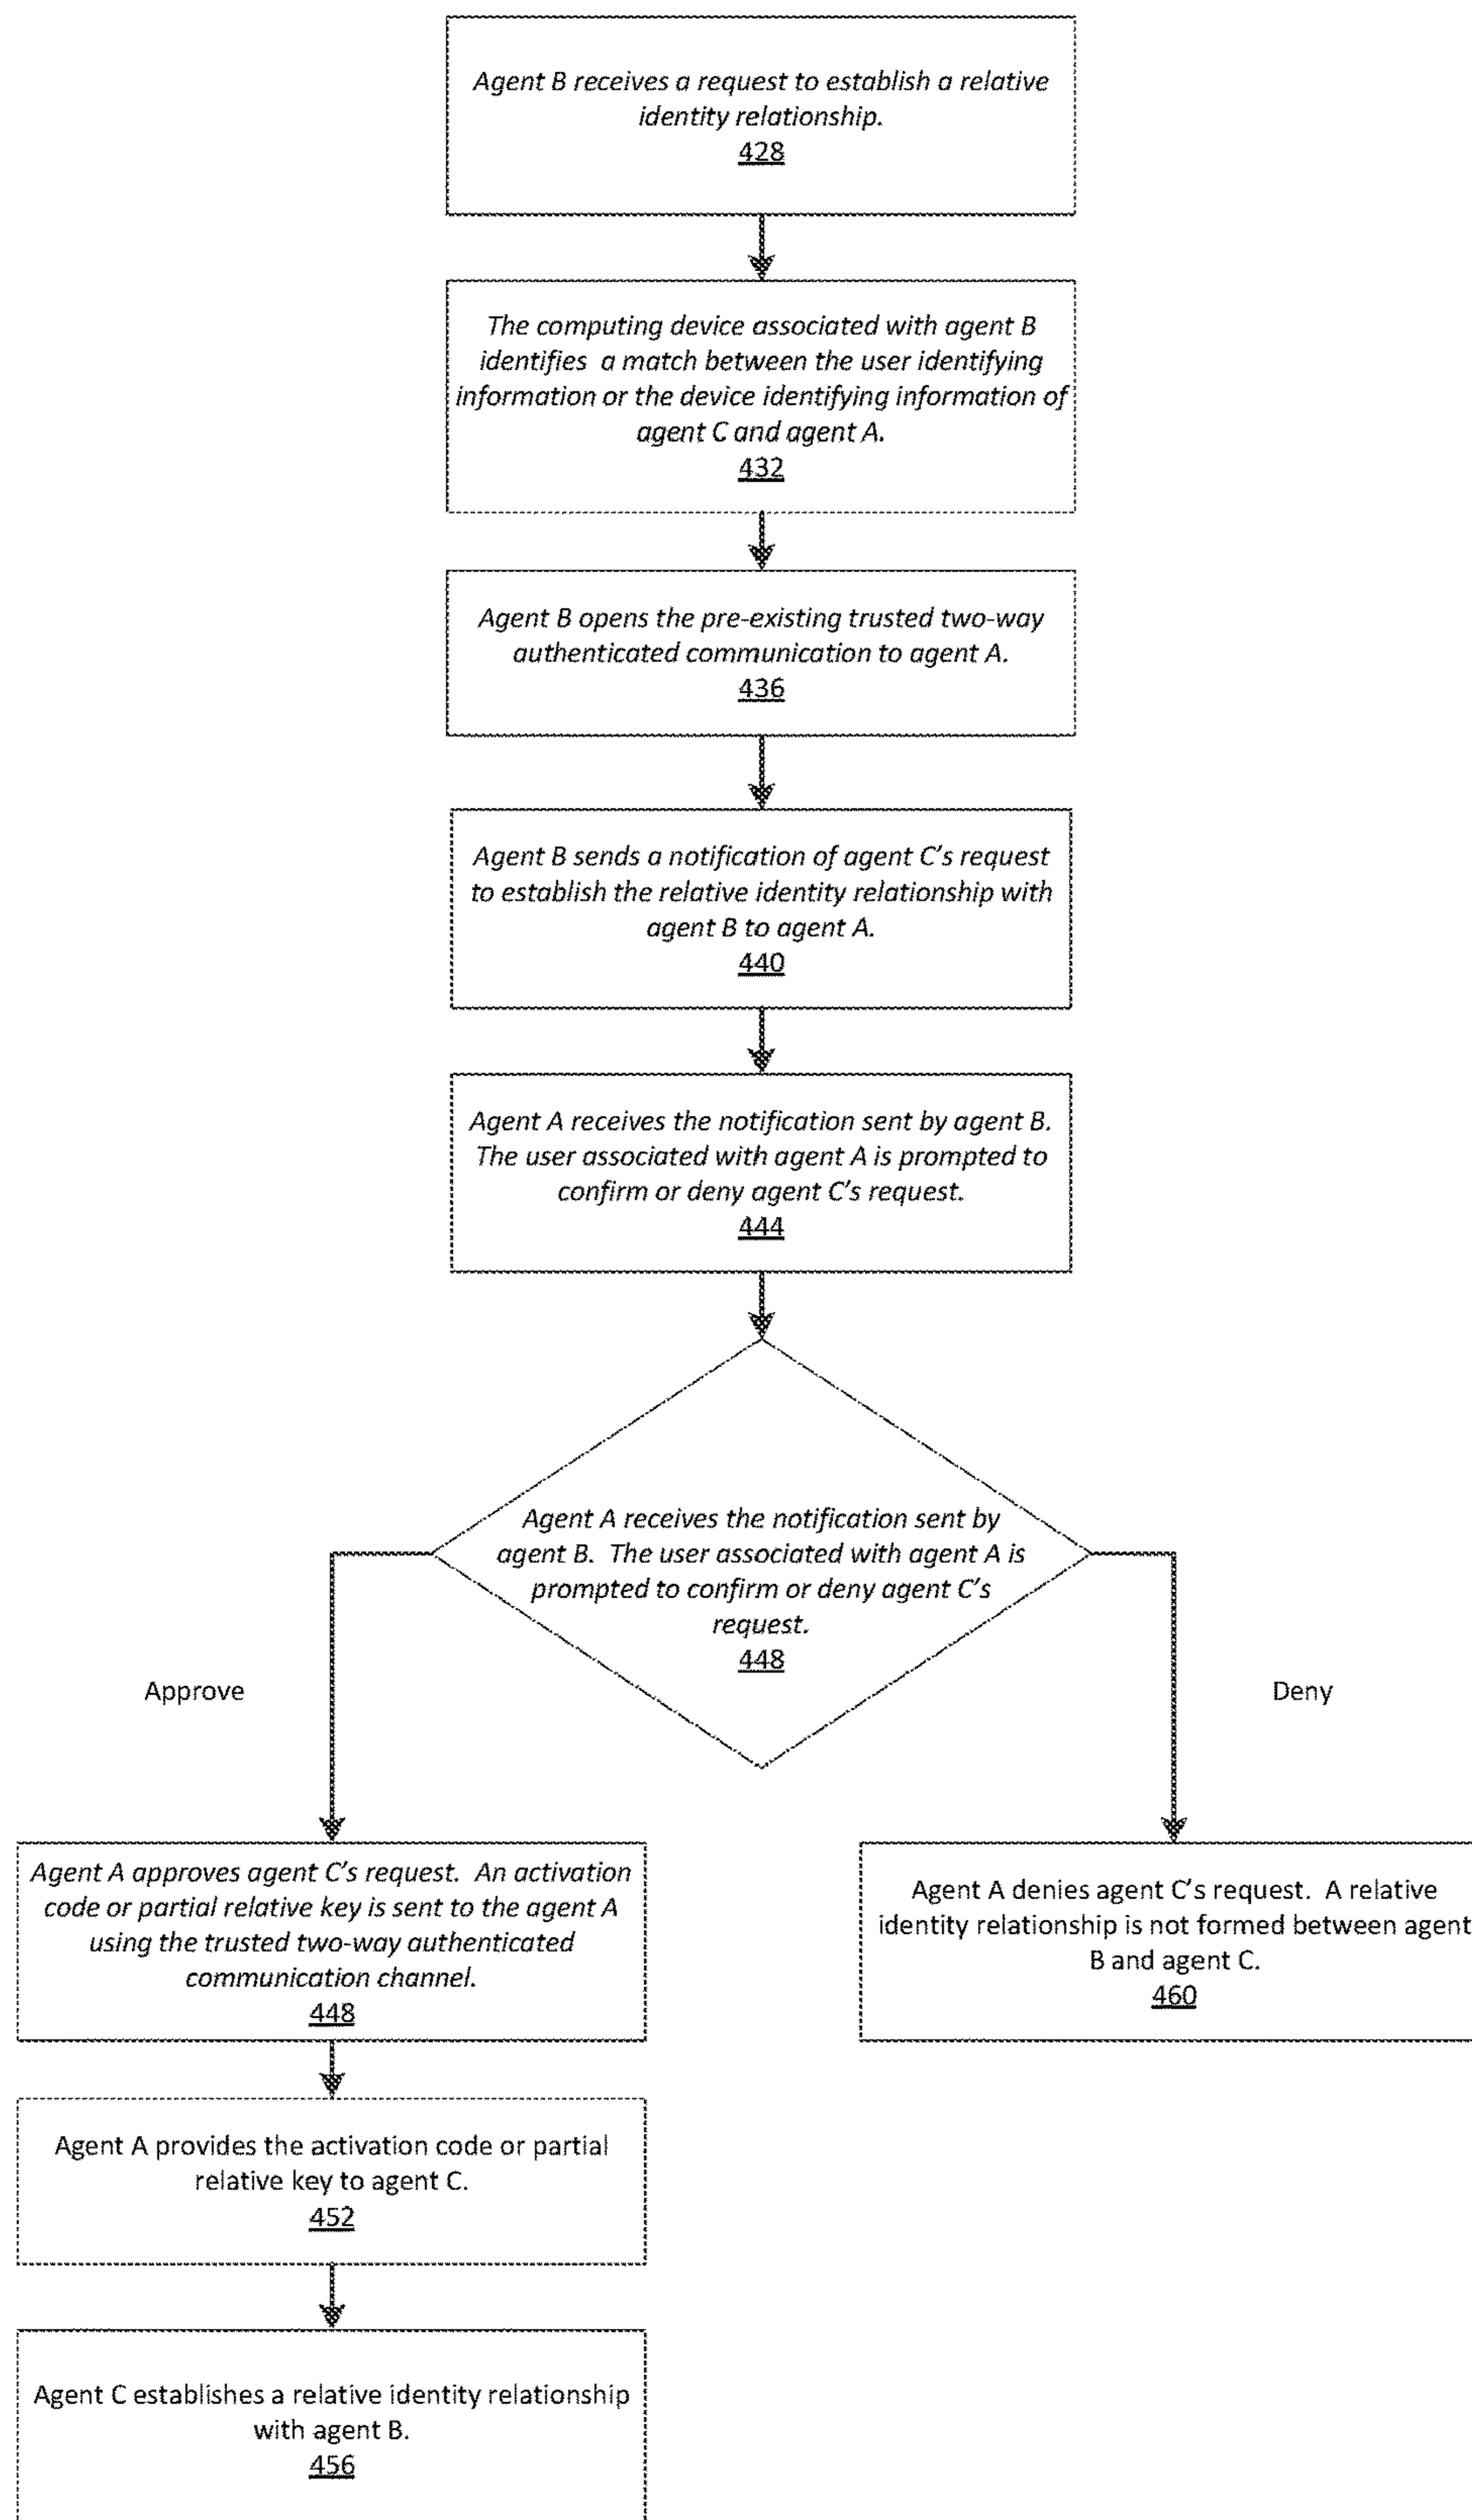 Agent B receives a request to establish a relative
identity relationship.
428
The computing device associated with agent B
identifies a match between the user identifying
information or the device identifying information of
agent C and agent A.
432
Agent B opens the pre-existing trusted two-way
authenticated communication to agent A.
436
Agent B sends a notification of agent C's request
to establish the relative identity relationship with
agent B to agent A.
440
Agent A receives the notification sent by agent B.
The user associated with agent A is prompted to
confirm or deny agent C's request.
444
Agent A receives the notification sent by
agent B. The user associated with agent A is
prompted to confirm or deny agent C's
request.
448
Approve
Deny
Agent A approves agent C's request. An activation
code or partial relative key is sent to the agent A
using the trusted two-way authenticated
communication channel.
448
Agent A denies agent C's request. A relative
identity relationship is not formed between agent
B and agent C.
460
Agent A provides the activation code or partial
relative key to agent C.
452
Agent C establishes a relative identity relationship
with agent B.
456